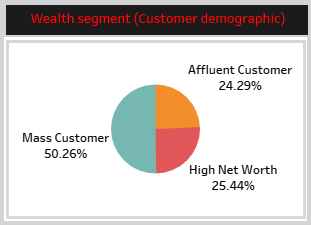 Wealth segment (Customer demographic)
Affluent Customer
24.29%
Mass Customer
50.26%
High Net Worth
25.44%